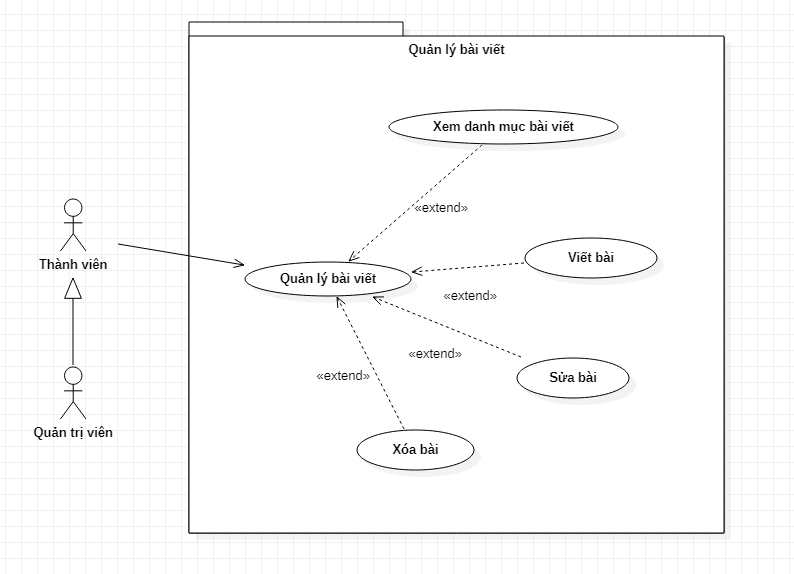 Quản lý bài viết
Xem danh mục bài viết
«extend»
Thành viên
Quản lý bài viết
Viết bài
«extend»
«extend»
«extend»
Sửa bài
Quản trị viên
Xóa bài